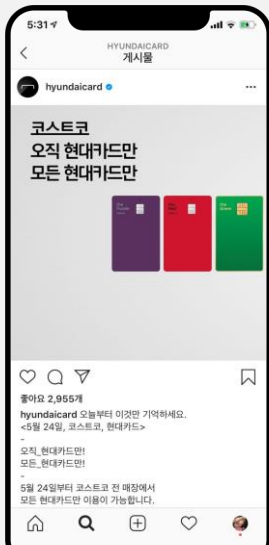 5:31
HYUNDAICARD
게시물
hyundaicard
코스트코
오직 현대카드만
모든 현대카드만
좋아요 2,955개
hyundaicard 오늘부터 이것만 기억하세요.
<5월 24일, 코스트코, 현대카드>
-
오직_현대카드만!
모든_현대카드만!
-
5월 24일부터 코스트코 전 매장에서
모든 현대카드만 이용이 가능합니다.